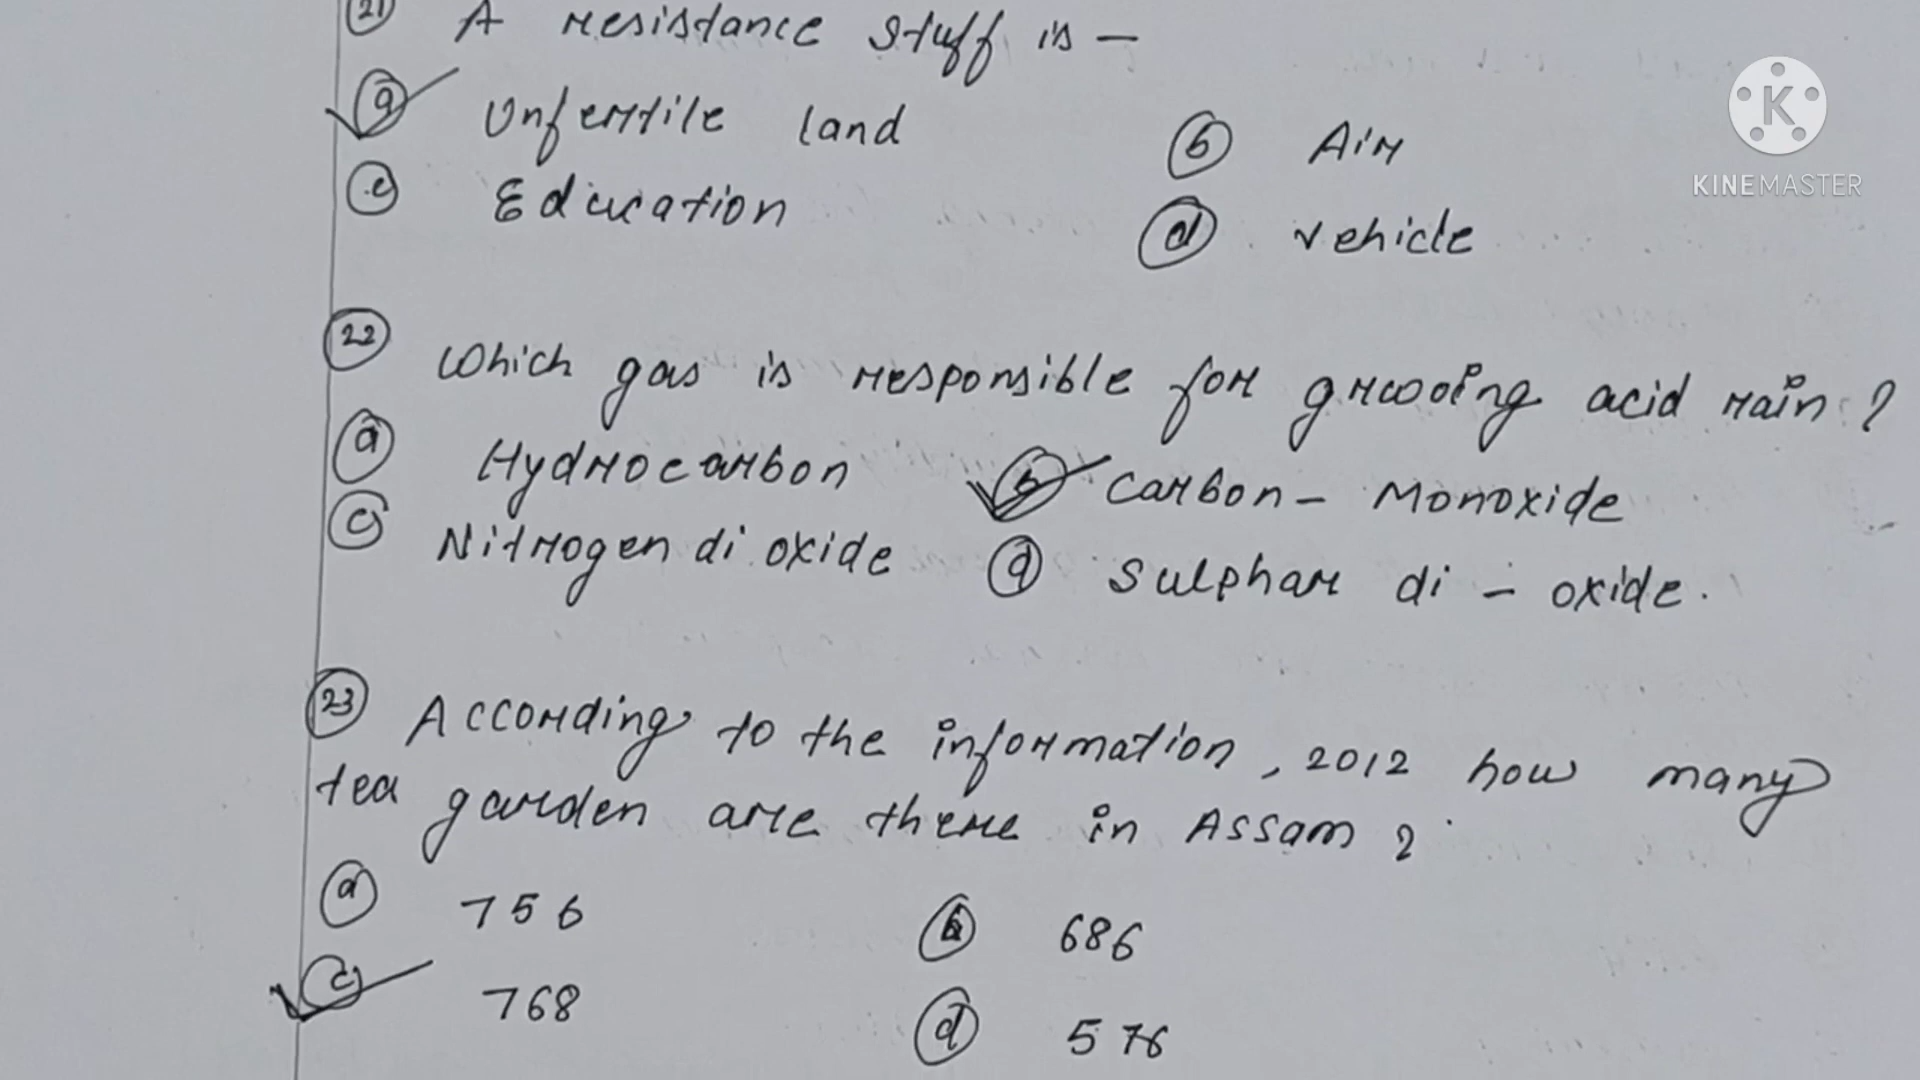 (21) A resistance stuff is —
(a) Unfertile land (b) Air
(c) Education (d) vehicle
(22) Which gas is responsible for grwoing acid rain ?
(a) Hydrocarbon (b) Carbon - Monoxide
(c) Nitrogen di oxide (d) Sulphar di - oxide.
(23) According to the information, 2012 how many
tea garden are there in Assam ?
(a) 756 (b) 686
(c) 768 (d) 576
KINEMASTER